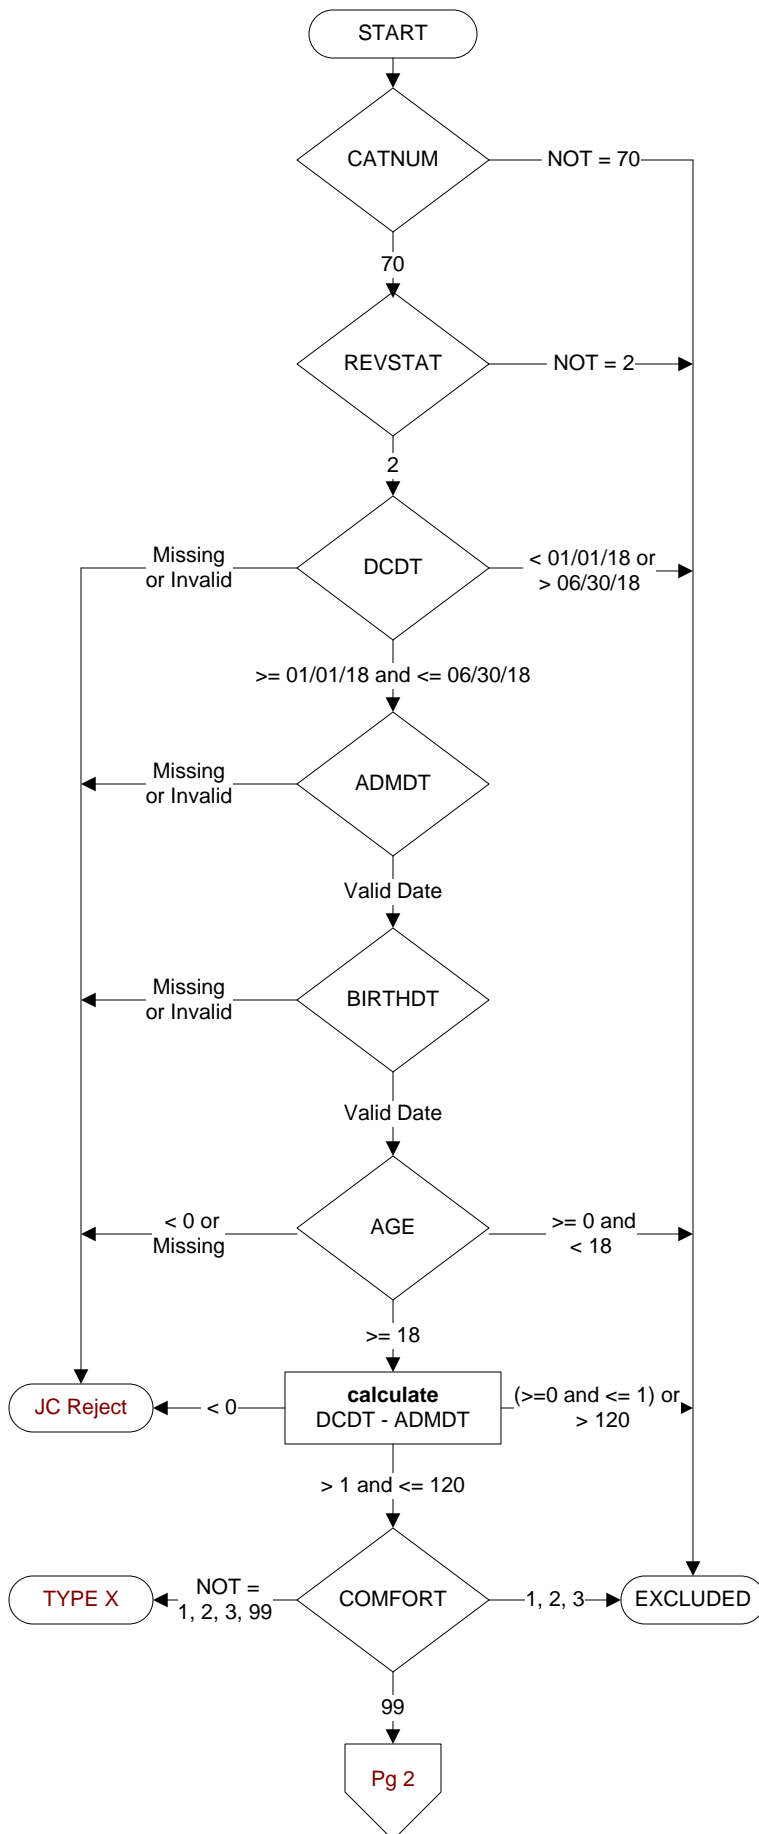 START
CATNUM
NOT = 70
70
REVSTAT
NOT = 2
2
Missing
or Invalid
DCDT
< 01/01/18 or
> 06/30/18
>= 01/01/18 and <= 06/30/18
Missing
or Invalid
ADMDT
Valid Date
Missing
or Invalid
BIRTHDT
Valid Date
< 0 or
Missing
AGE
>= 0 and
< 18
>= 18
JC Reject
< 0
calculate
DCDT - ADMDT
(>=0 and <= 1) or
> 120
> 1 and <= 120
TYPE X
NOT =
1, 2, 3, 99
COMFORT
1, 2, 3
EXCLUDED
99
Pg 2